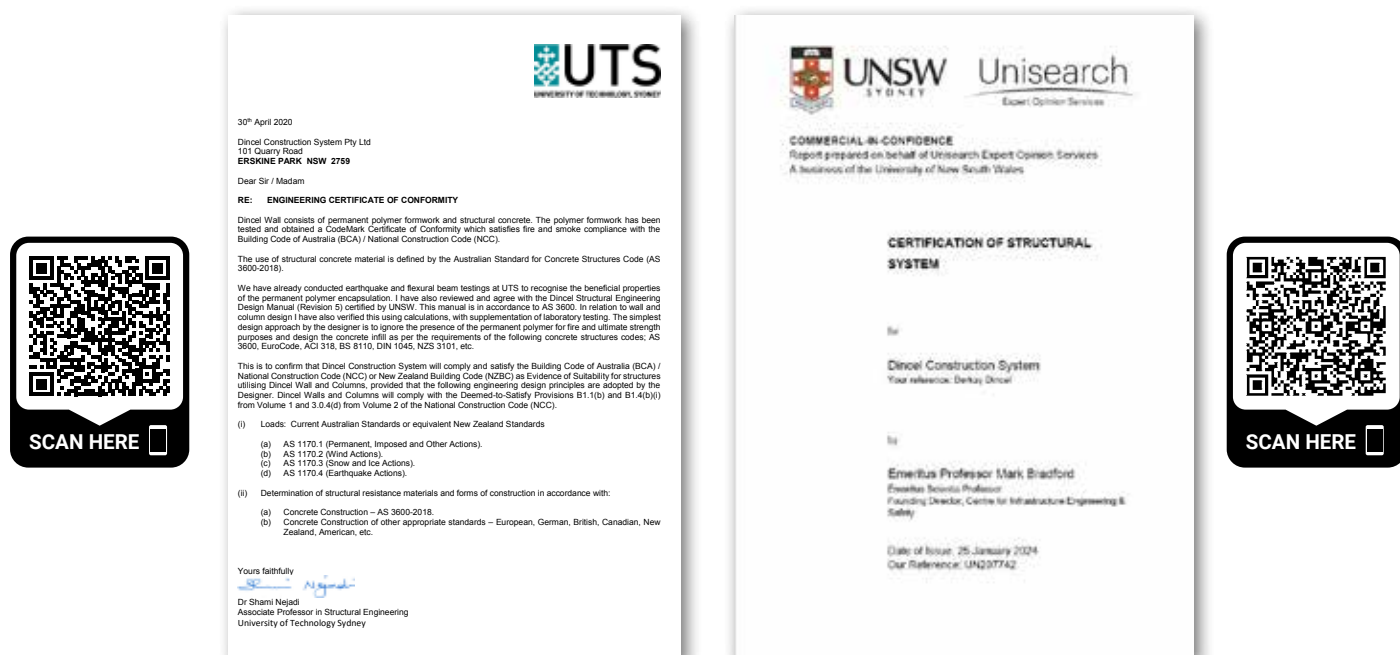 UTS
UNIVERSITY OF TECHNOLOGY, SYDNEY
30th April 2020
Dincel Construction System Pty Ltd
101 Quarry Road
ERSKINE PARK NSW 2759
Dear Sir / Madam
RE: ENGINEERING CERTIFICATE OF CONFORMITY
Dincel Wall consists of permanent polymer formwork and structural concrete. The polymer formwork has been
tested and obtained a CodeMark Certificate of Conformity which satisfies fire and smoke compliance with the
Building Code of Australia (BCA) / National Construction Code (NCC).
The use of structural concrete material is defined by the Australian Standard for Concrete Structures Code (AS
3600-2018).
We have already conducted earthquake and flexural beam testings at UTS to recognise the beneficial properties
of the permanent polymer encapsulation. I have also reviewed and agree with the Dincel Structural Engineering
Design Manual (Revision 5) certified by UNSW. This manual is in accordance to AS 3600. In relation to wall and
column design I have also verified this using calculations, with supplementation of laboratory testing. The simplest
design approach by the designer is to ignore the presence of the permanent polymer for fire and ultimate strength
purposes and design the concrete infill as per the requirements of the following concrete structures codes; AS
3600, EuroCode, ACI 318, BS 8110, DIN 1045, NZS 3101, etc.
This is to confirm that Dincel Construction System will comply and satisfy the Building Code of Australia (BCA) /
National Construction Code (NCC) or New Zealand Building Code (NZBC) as Evidence of Suitability for structures
utilising Dincel Wall and Columns, provided that the following engineering design principles are adopted by the
Designer. Dincel Walls and Columns will comply with the Deemed-to-Satisfy Provisions B1.1(b) and B1.4(b)(i)
from Volume 1 and 3.0.4(d) from Volume 2 of the National Construction Code (NCC).
(i) Loads: Current Australian Standards or equivalent New Zealand Standards
(a) AS 1170.1 (Permanent, Imposed and Other Actions).
(b) AS 1170.2 (Wind Actions).
(c) AS 1170.3 (Snow and Ice Actions).
(d) AS 1170.4 (Earthquake Actions).
(ii) Determination of structural resistance materials and forms of construction in accordance with:
(a) Concrete Construction – AS 3600-2018.
(b) Concrete Construction of other appropriate standards – European, German, British, Canadian, New
Zealand, American, etc.
Yours faithfully
Dr Shami Nejadi
Associate Professor in Structural Engineering
University of Technology Sydney
SCAN HERE
UNSW
SYDNEY
Unisearch
Expert Opinion Services
COMMERCIAL-IN-CONFIDENCE
Report prepared on behalf of Unisearch Expert Opinion Services
A business of the University of New South Wales
CERTIFICATION OF STRUCTURAL
SYSTEM
for
Dincel Construction System
Your reference: Berkay Dincel
by
Emeritus Professor Mark Bradford
Emeritus Scientia Professor
Founding Director, Centre for Infrastructure Engineering &
Safety
Date of Issue: 25 January 2024
Our Reference: UN207742
SCAN HERE